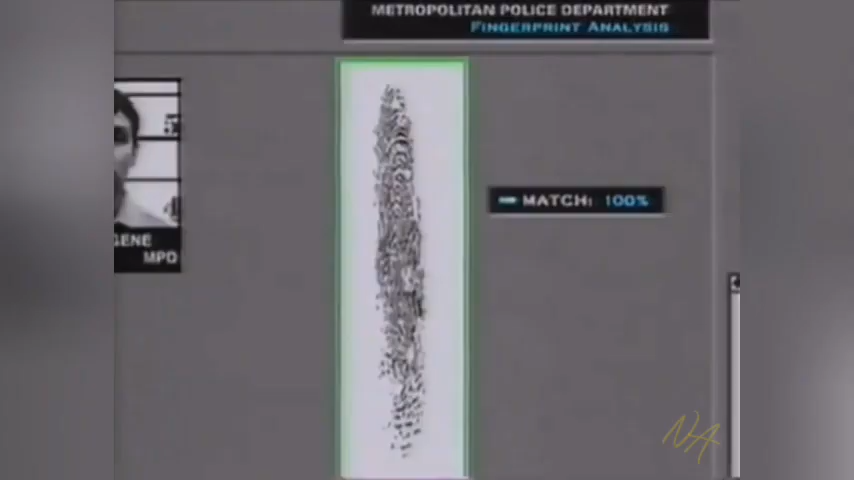 METROPOLITAN POLICE DEPARTMENT
FINGERPRINT ANALYSIS
MATCH: 100%
GENE
MPD
NA